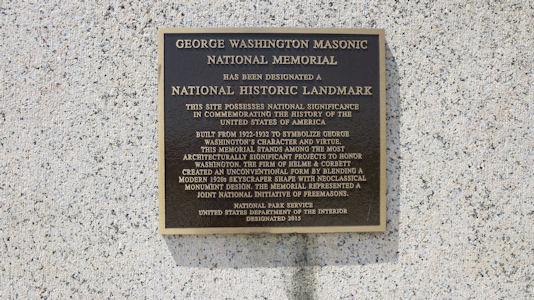 GEORGE WASHINGTON MASONIC
NATIONAL MEMORIAL
HAS BEEN DESIGNATED A
NATIONAL HISTORIC LANDMARK
THIS SITE POSSESSES NATIONAL SIGNIFICANCE
IN COMMEMORATING THE HISTORY OF THE
UNITED STATES OF AMERICA
BUILT FROM 1922-1932 TO SYMBOLIZE GEORGE
WASHINGTON'S CHARACTER AND VIRTUE,
THIS MEMORIAL STANDS AMONG THE MOST
ARCHITECTURALLY SIGNIFICANT PROJECTS TO HONOR
WASHINGTON. THE FIRM OF HELMLE & CORBETT
CREATED AN UNCONVENTIONAL FORM BY BLENDING A
MODERN 1920s SKYSCRAPER SHAPE WITH NEOCLASSICAL
MONUMENT DESIGN. THE MEMORIAL REPRESENTED A
JOINT NATIONAL INITIATIVE OF FREEMASONS.
NATIONAL PARK SERVICE
UNITED STATES DEPARTMENT OF THE INTERIOR
DESIGNATED 2015